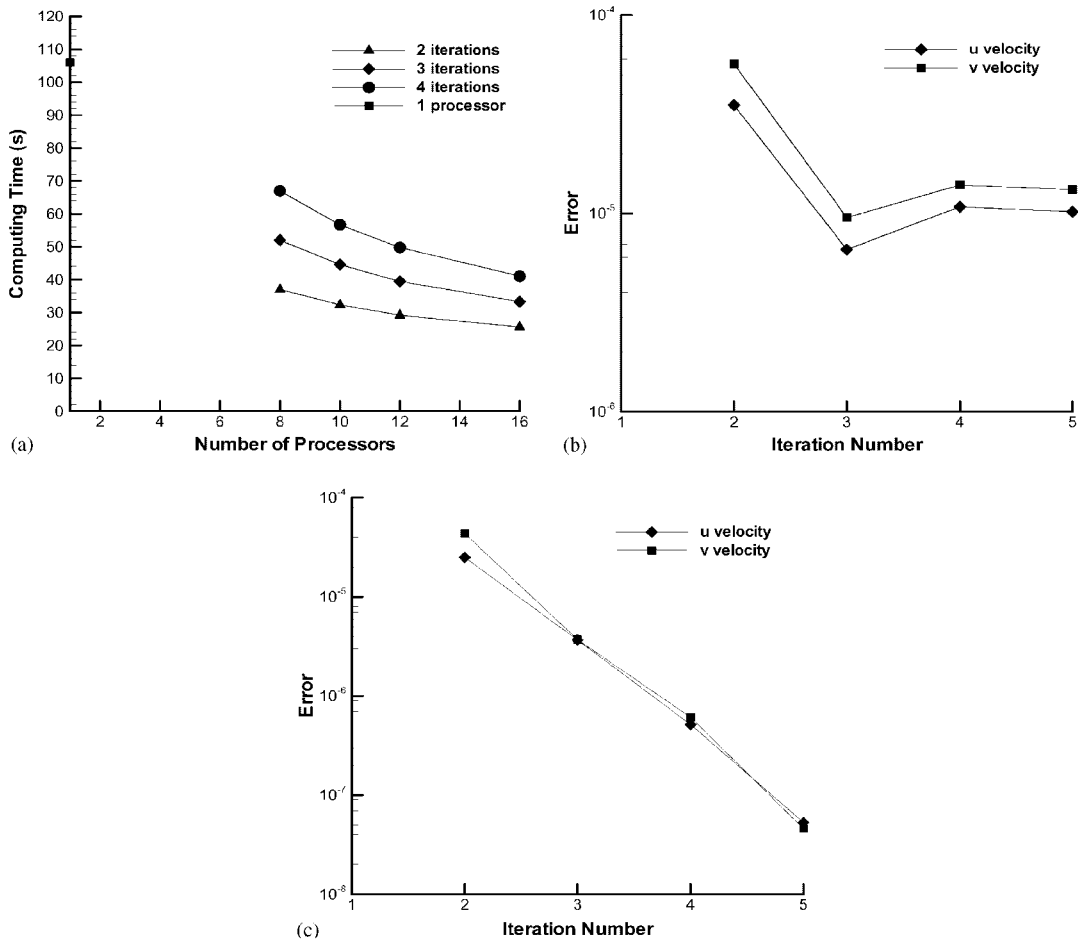 120
110
100
90
80
70
60
50
40
30
20
10
0
Computing Time (s)
2 iterations
3 iterations
4 iterations
1 processor
2 4 6 8 10 12 14 16
Number of Processors
(a)
10-4
10-5
10-6
Error
u velocity
v velocity
1 2 3 4 5
Iteration Number
(b)
10-4
10-5
10-6
10-7
10-8
Error
u velocity
v velocity
1 2 3 4 5
Iteration Number
(c)